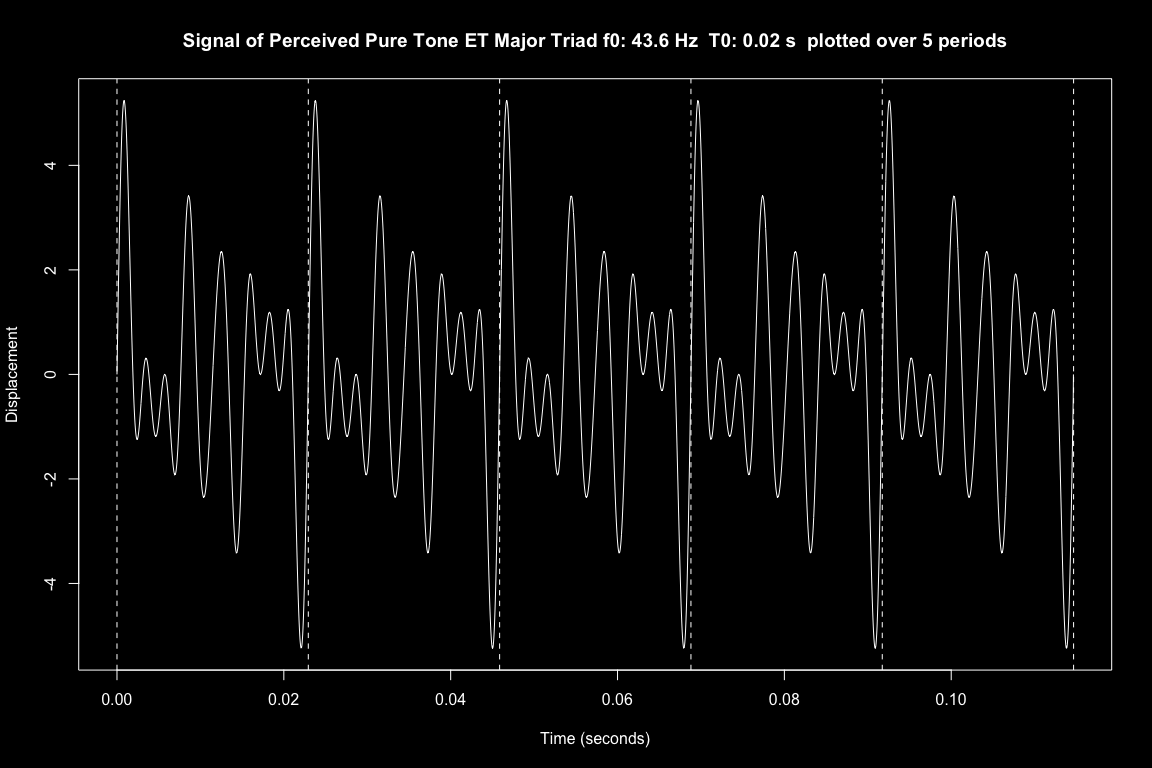 Signal of Perceived Pure Tone ET Major Triad f0: 43.6 Hz  T0: 0.02 s  plotted over 5 periods
4
2
0
-2
-4
Displacement
0.00 0.02 0.04 0.06 0.08 0.10
Time (seconds)